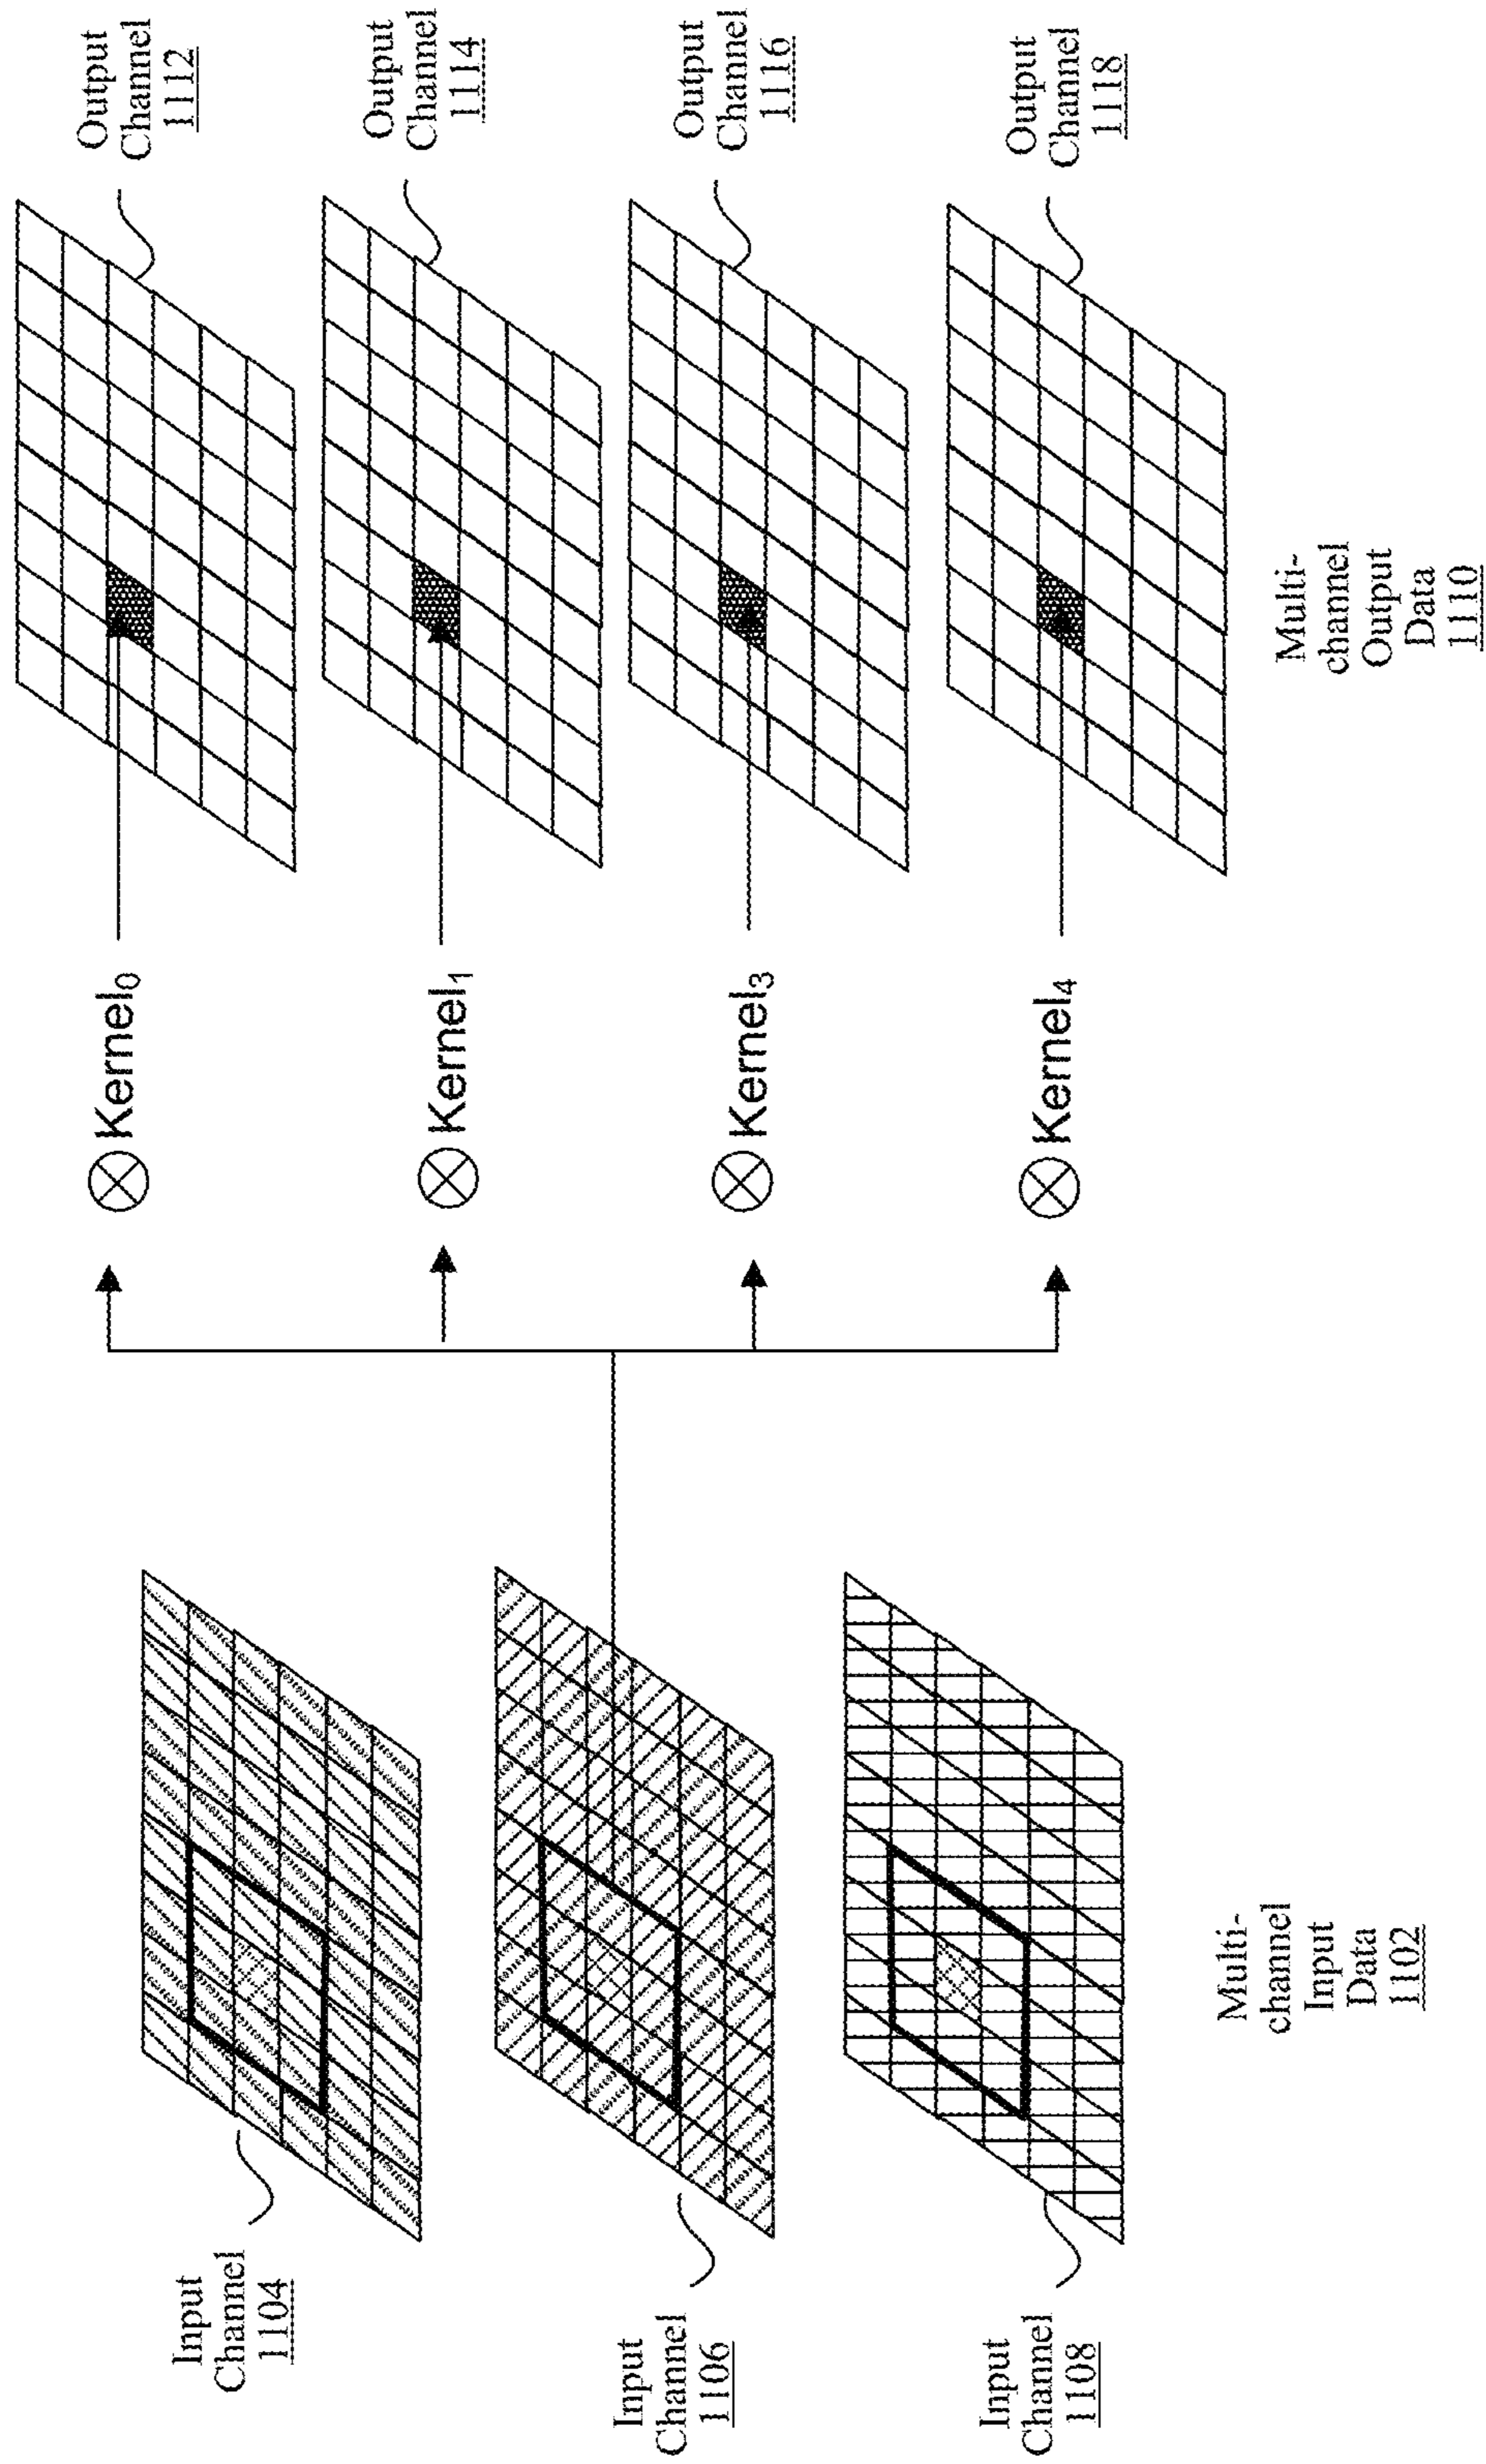 Input
Channel
1104
Input
Channel
1106
Input
Channel
1108
Multi-
channel
Input
Data
1102
Kernel0
Kernel1
Kernel3
Kernel4
Output
Channel
1112
Output
Channel
1114
Output
Channel
1116
Output
Channel
1118
Multi-
channel
Output
Data
1110